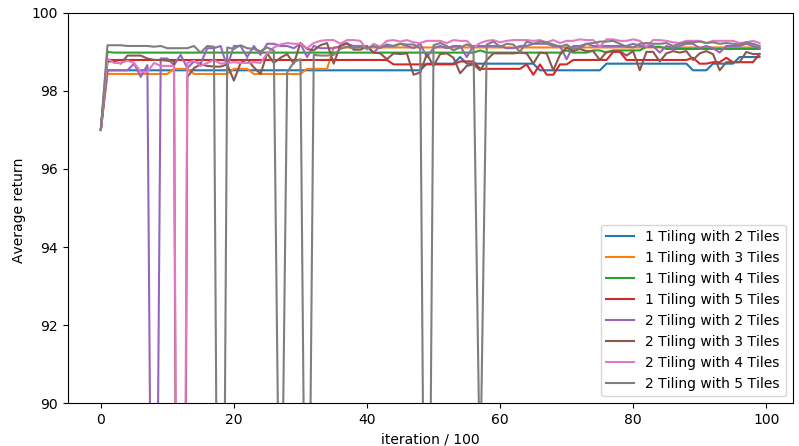 100
98
96
94
92
90
Average return
0
20
40
60
80
100
iteration / 100
1 Tiling with 2 Tiles
1 Tiling with 3 Tiles
1 Tiling with 4 Tiles
1 Tiling with 5 Tiles
2 Tiling with 2 Tiles
2 Tiling with 3 Tiles
2 Tiling with 4 Tiles
2 Tiling with 5 Tiles